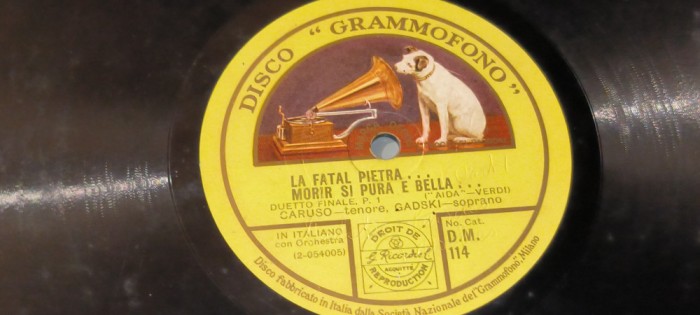 DISCO "GRAMMOFONO"
LA FATAL PIETRA...
MORIR SI PURA E BELLA...
DUETTO FINALE. P. 1 ("AIDA"—VERDI)
CARUSO—tenore, GADSKI—soprano
IN ITALIANO
con Orchestra
(2-054005)
DROIT DE
G. Ricordi
ACQUITTÉ
REPRODUCTION
No. Cat.
D.M.
114
Disco fabbricato in Italia dalla Società Nazionale del "Grammofono", Milano